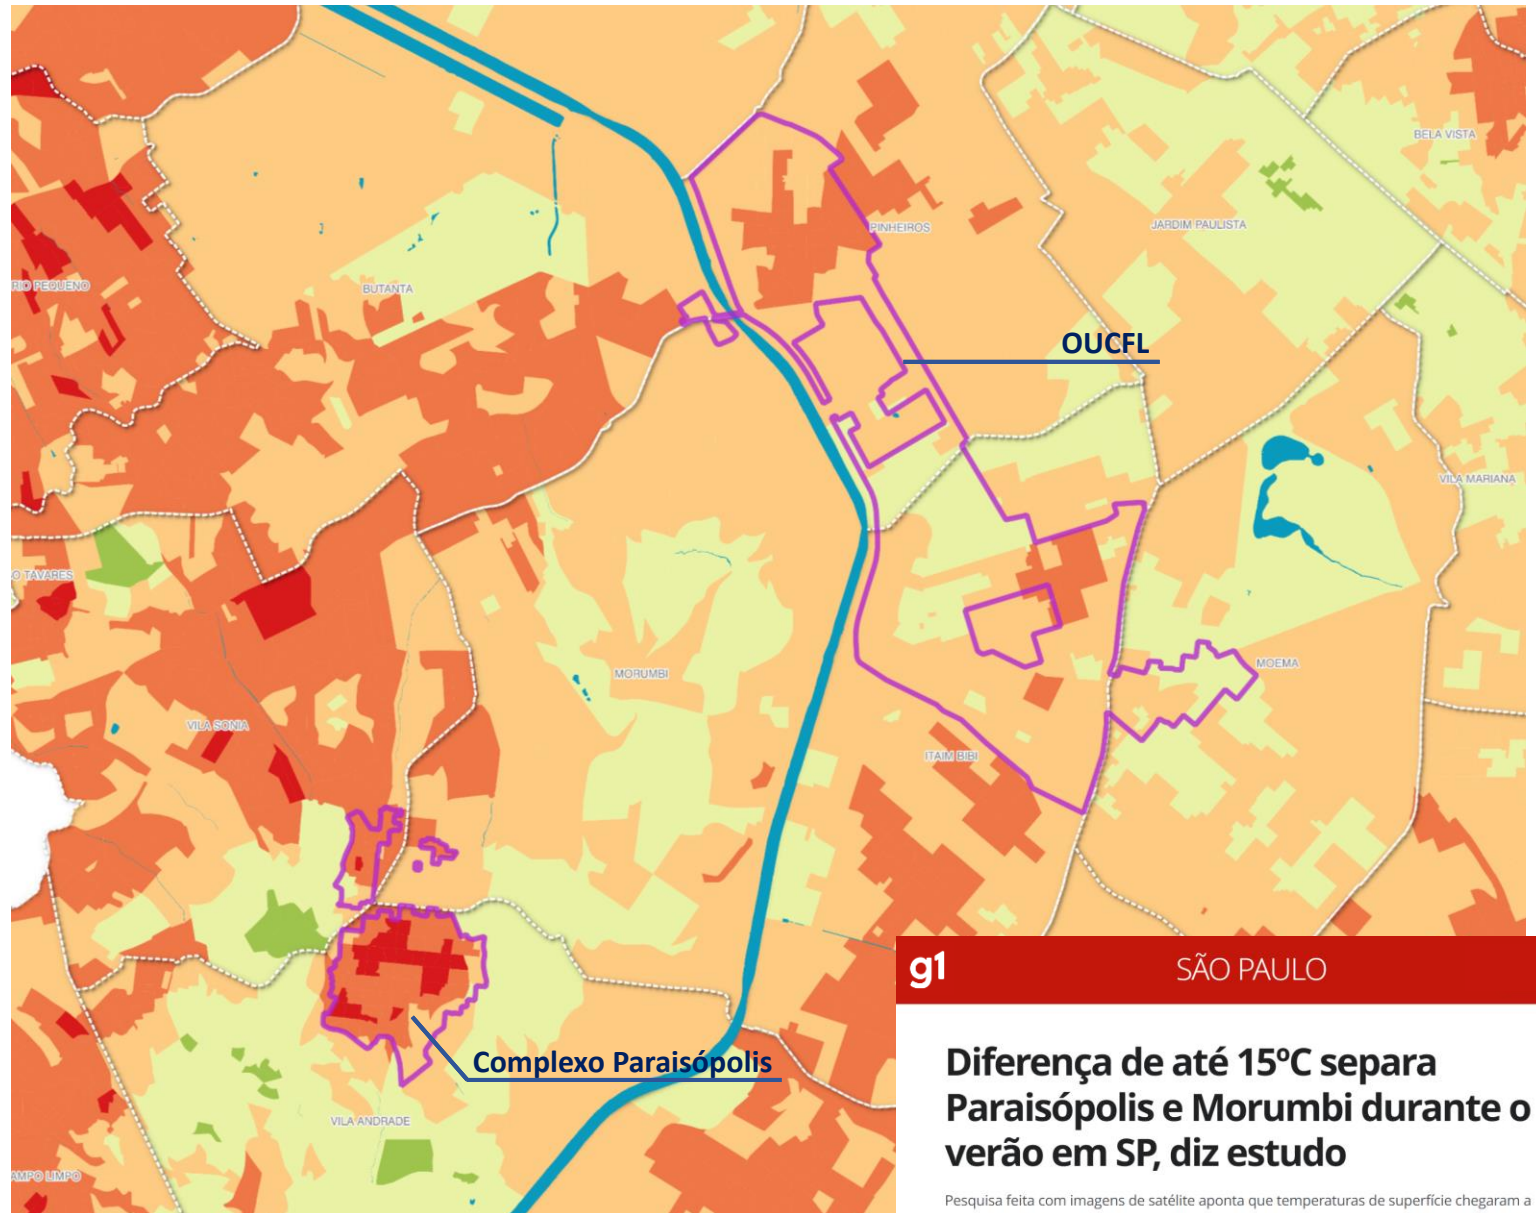 BELA VISTA
PINHEIROS
JARDIM PAULISTA
RIO PEQUENO
BUTANTA
OUCFL
VILA MARIANA
O TAVARES
MORUMBI
MOEMA
VILA SONIA
ITAIM BIBI
g1
SÃO PAULO
Complexo Paraisópolis
Diferença de até 15ºC separa
Paraisópolis e Morumbi durante o
verão em SP, diz estudo
VILA ANDRADE
AMPO LIMPO
Pesquisa feita com imagens de satélite aponta que temperaturas de superfície chegaram a